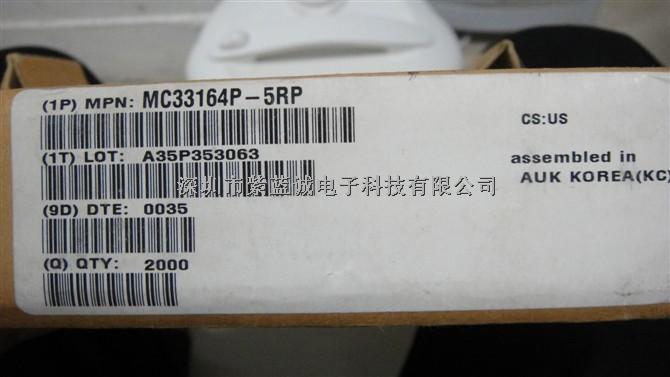 (1P) MPN: MC33164P-5RP
CS:US
(1T) LOT: A35P353063
assembled in
AUK KOREA(KC)
深圳市紫蓝诚电子科技有限公司
(9D) DTE: 0035
(Q) QTY: 2000